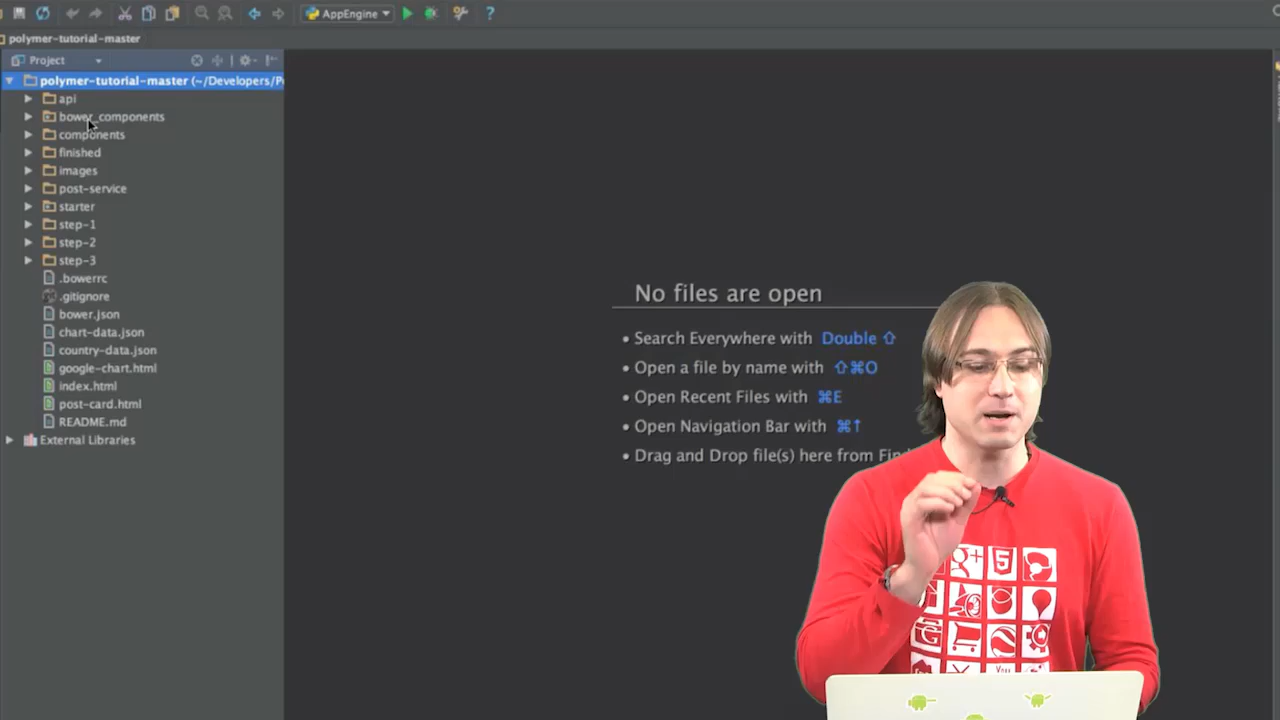 AppEngine
polymer-tutorial-master
Project
polymer-tutorial-master (~/Developers/P
api
bower_components
components
finished
images
post-service
starter
step-1
step-2
step-3
.bowerrc
.gitignore
bower.json
chart-data.json
country-data.json
google-chart.html
index.html
post-card.html
README.md
External Libraries
No files are open
• Search Everywhere with Double ⇧
• Open a file by name with ⇧⌘O
• Open Recent Files with ⌘E
• Open Navigation Bar with ⌘↑
• Drag and Drop file(s) here from Fin
g+ 5
You